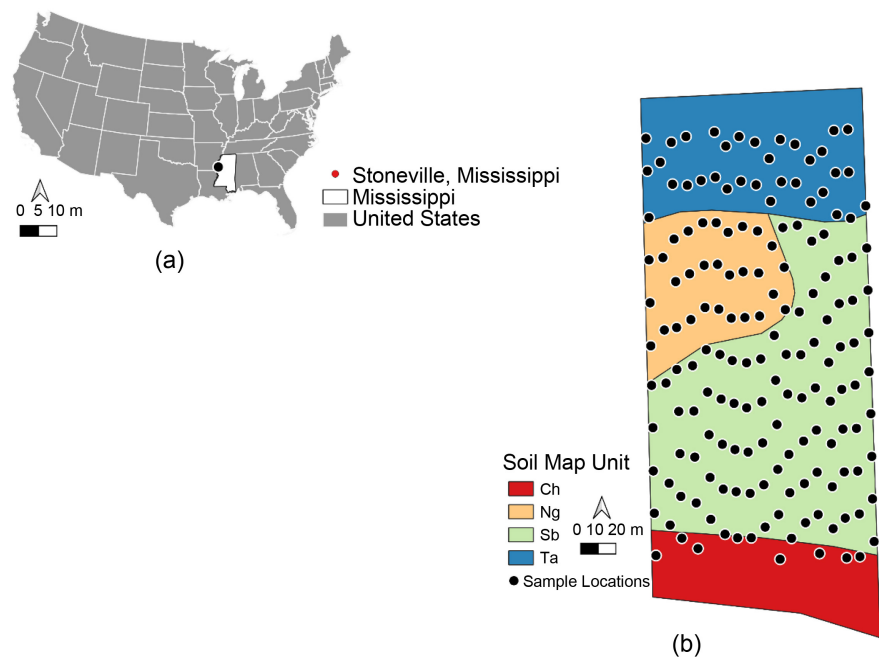 Stoneville, Mississippi
Mississippi
United States
0 5 10 m
(a)
Soil Map Unit
Ch
Ng
Sb
Ta
0 10 20 m
Sample Locations
(b)